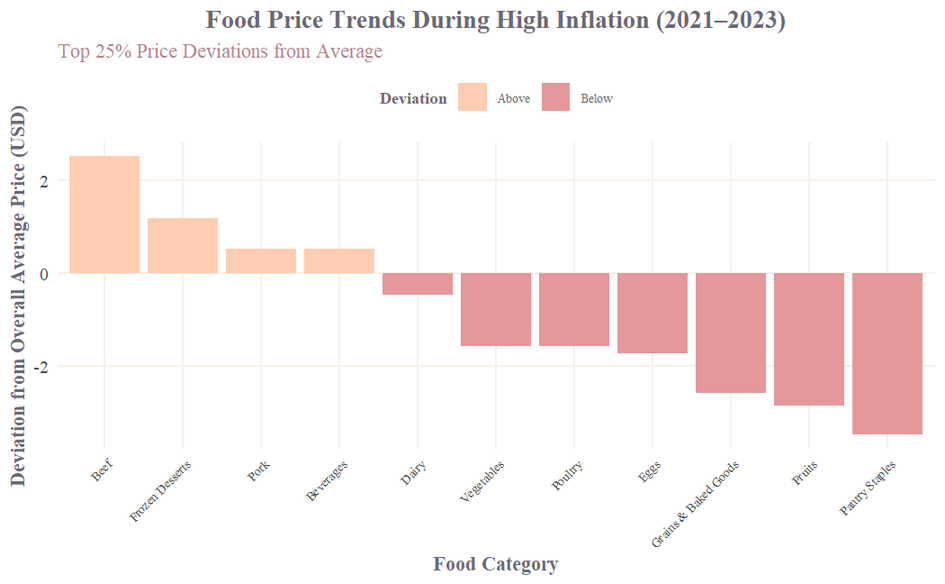 Food Price Trends During High Inflation (2021–2023)
Top 25% Price Deviations from Average
Deviation Above Below
Deviation from Overall Average Price (USD)
2
0
-2
Beef
Frozen Desserts
Pork
Beverages
Dairy
Vegetables
Poultry
Eggs
Grains & Baked Goods
Fruits
Pantry Staples
Food Category